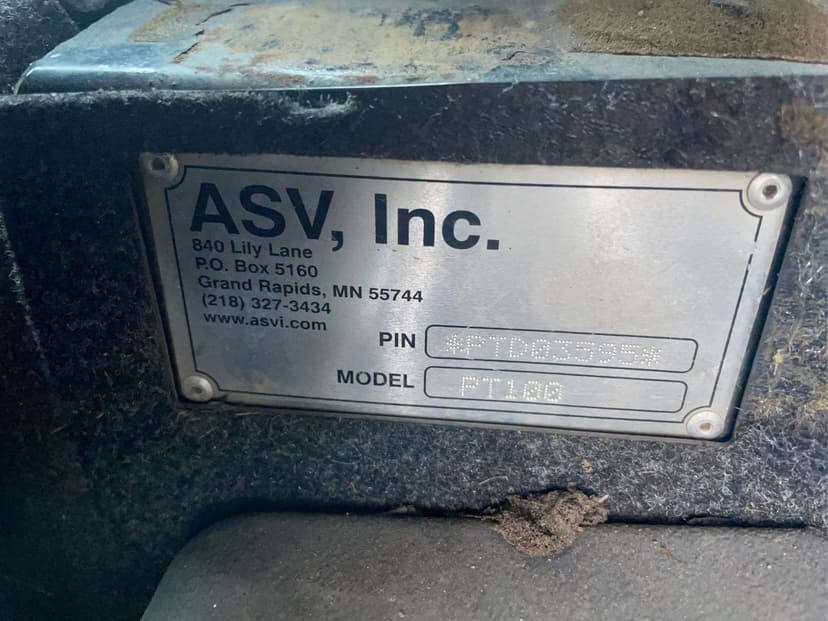 ASV, Inc.
840 Lily Lane
P.O. Box 5160
Grand Rapids, MN 55744
(218) 327-3434
www.asvi.com
PIN *PTD03595*
MODEL PT100